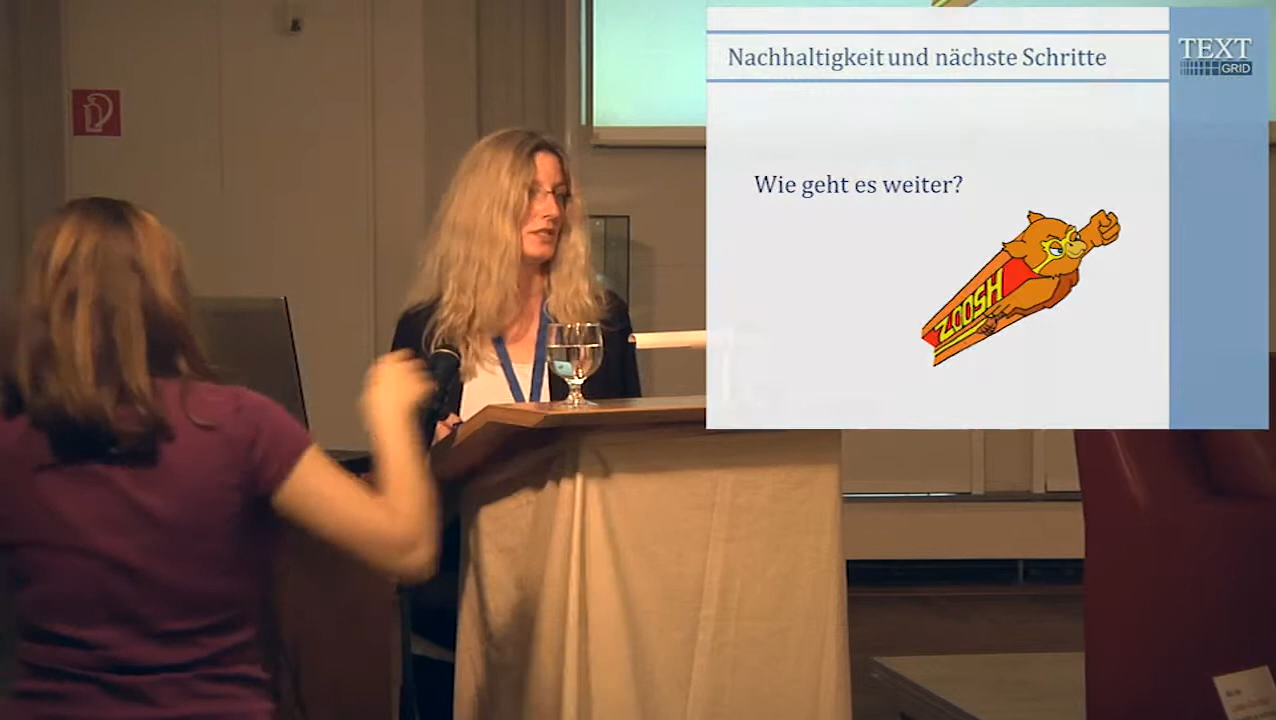 Nachhaltigkeit und nächste Schritte
TEXT
GRID
Wie geht es weiter?
ZOOSH